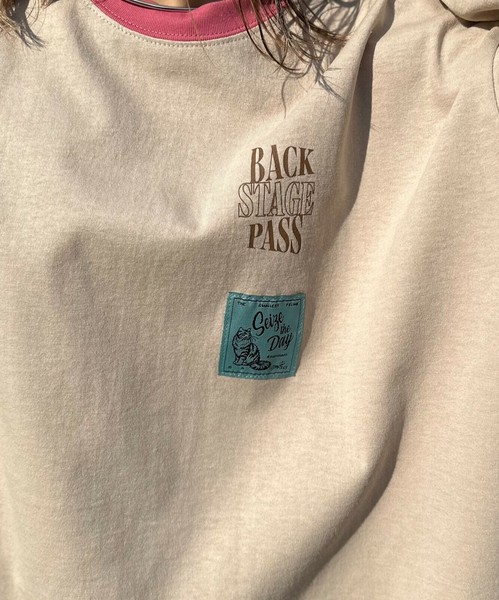 BACK
STAGE
PASS
Seize
the
Day